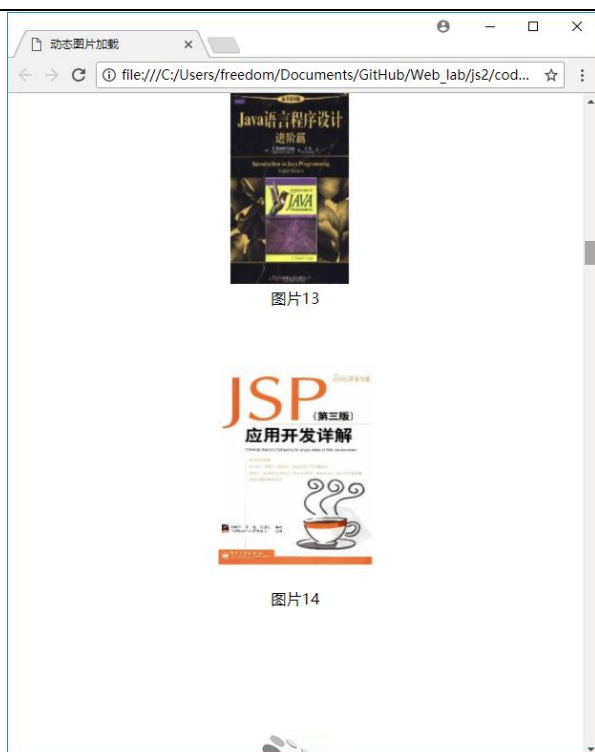 动态图片加载
file:///C:/Users/freedom/Documents/GitHub/Web_lab/js2/cod...
Java语言程序设计
进阶篇
Introduction to Java Programming
JAVA
图片13
JSP
(第三版)
应用开发详解
图片14